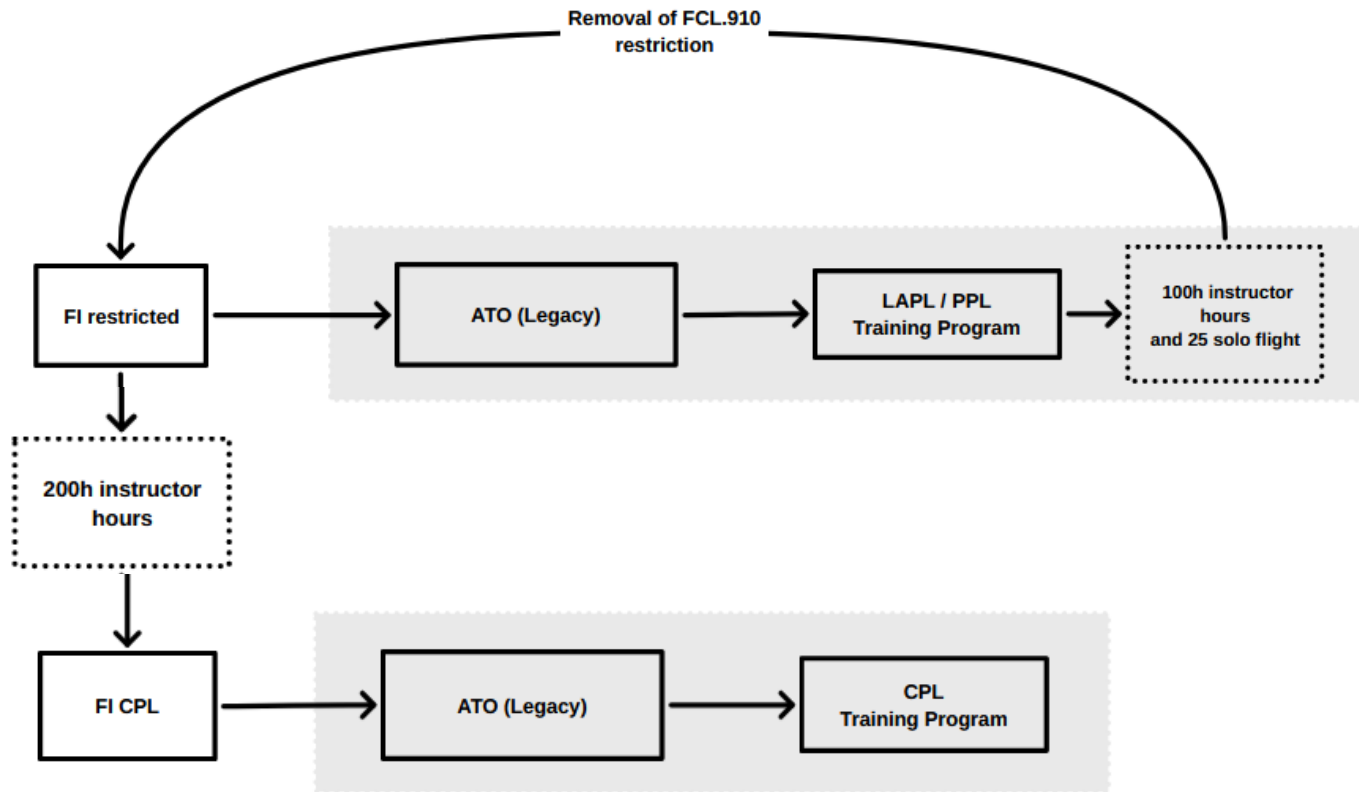 Removal of FCL.910
restriction
FI restricted
ATO (Legacy)
LAPL / PPL
Training Program
100h instructor
hours
and 25 solo flight
200h instructor
hours
FI CPL
ATO (Legacy)
CPL
Training Program